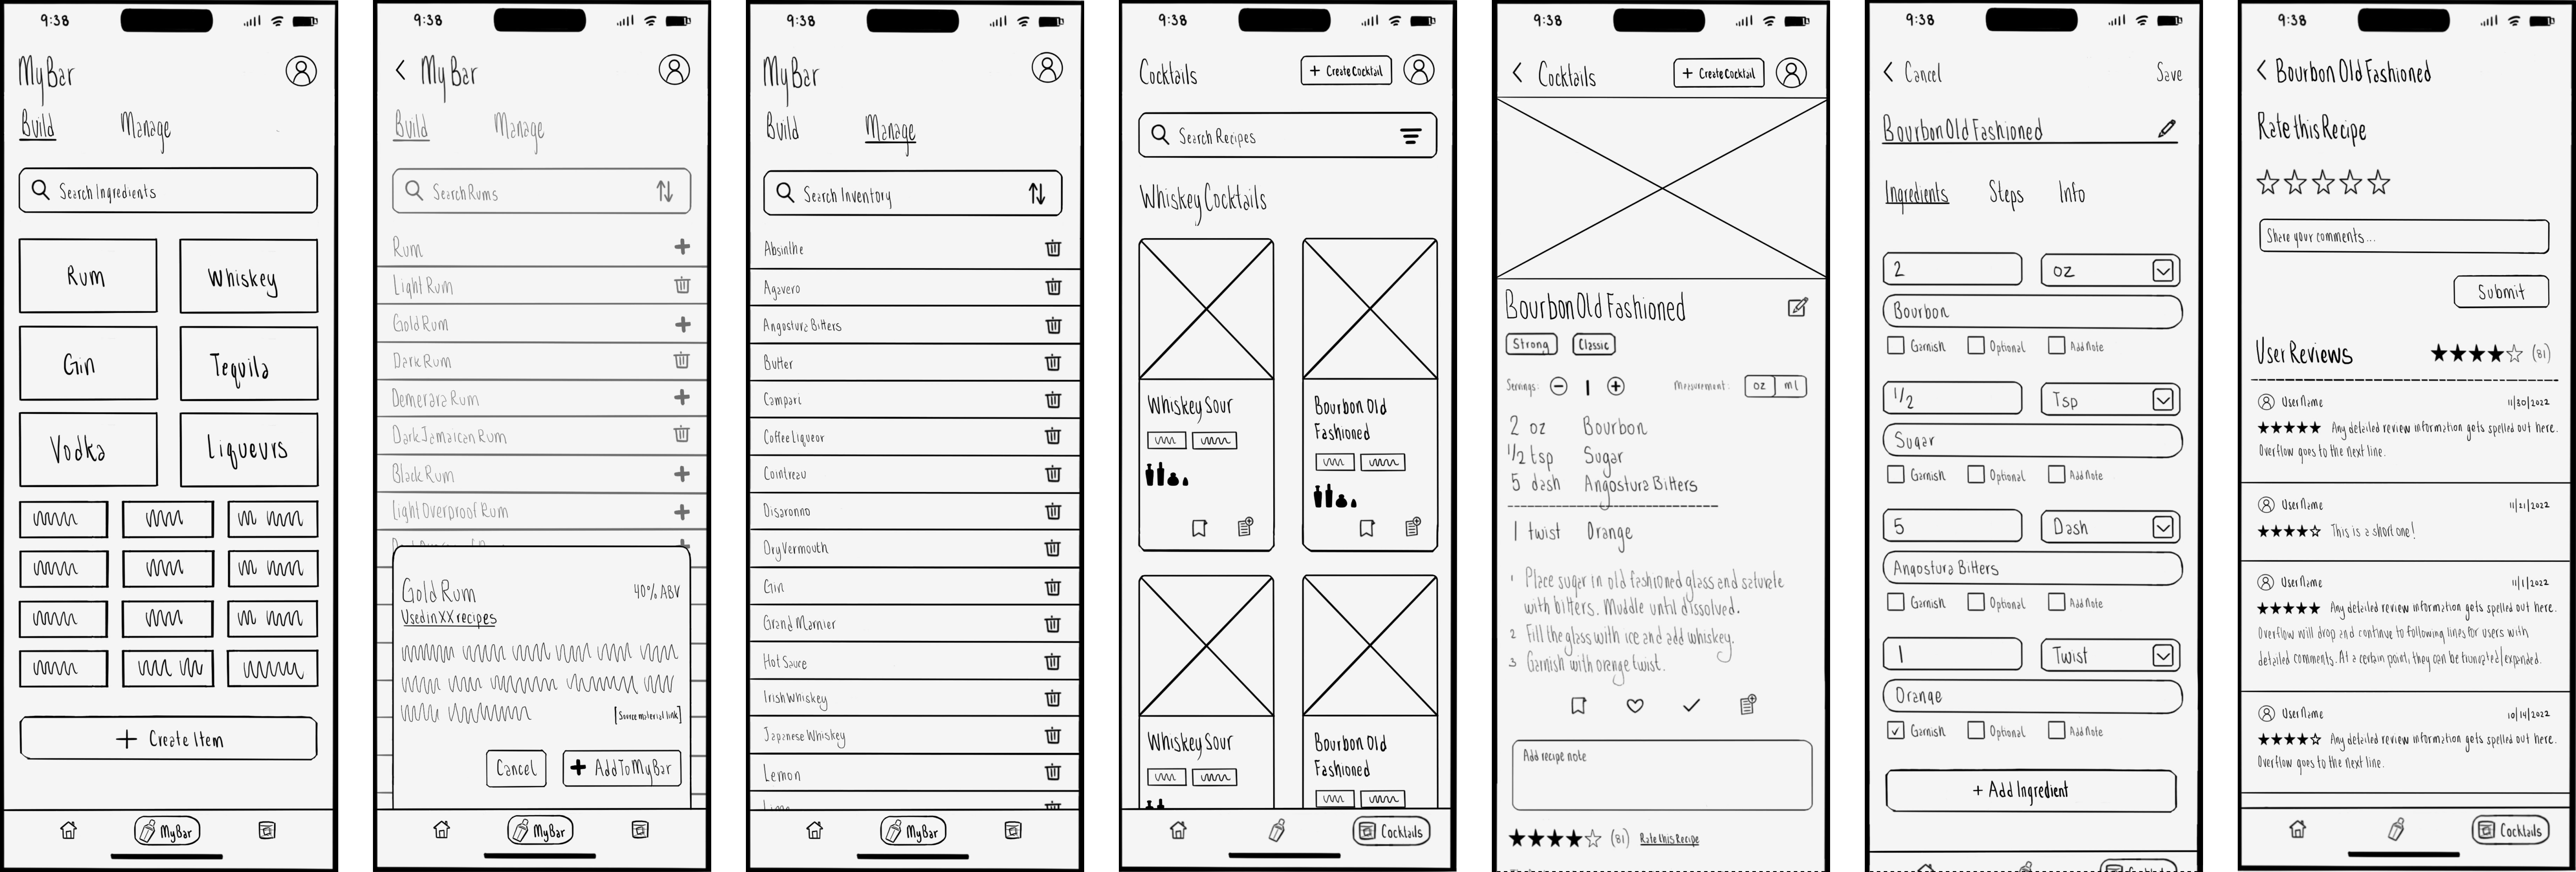 9:38
My Bar
Build Manage
Search Ingredients
Rum Whiskey
Gin Tequila
Vodka Liqueurs
+ Create Item
MyBar
9:38
< My Bar
Build Manage
Search Rums
Rum
Light Rum
Gold Rum
Dark Rum
Demerara Rum
Dark Jamaican Rum
Black Rum
Light Overproof Rum
Gold Rum 40% ABV
Used in XX recipes
[Source material link]
Cancel + Add To My Bar
MyBar
9:38
My Bar
Build Manage
Search Inventory
Absinthe
Agavero
Angostura Bitters
Butter
Campari
Coffee Liqueur
Cointreau
Disaronno
Dry Vermouth
Gin
Grand Marnier
Hot Sauce
Irish Whiskey
Japanese Whiskey
Lemon
Lime
MyBar
9:38
Cocktails + Create Cocktail
Search Recipes
Whiskey Cocktails
Whiskey Sour
Bourbon Old
Fashioned
Whiskey Sour
Bourbon Old
Fashioned
Cocktails
9:38
< Cocktails + Create Cocktail
Bourbon Old Fashioned
Strong Classic
Servings: - 1 + Measurement: oz ml
2 oz Bourbon
1/2 tsp Sugar
5 dash Angostura Bitters
1 twist Orange
1 Place sugar in old fashioned glass and saturate
with bitters. Muddle until dissolved.
2 Fill the glass with ice and add whiskey.
3 Garnish with orange twist.
Add recipe note
★★★★☆ (81) Rate this Recipe
9:38
< Cancel Save
Bourbon Old Fashioned
Ingredients Steps Info
2 oz
Bourbon
Garnish Optional Add Note
1/2 Tsp
Sugar
Garnish Optional Add Note
5 Dash
Angostura Bitters
Garnish Optional Add Note
1 Twist
Orange
Garnish Optional Add Note
+ Add Ingredient
9:38
< Bourbon Old Fashioned
Rate this Recipe
☆☆☆☆☆
Share your comments...
Submit
User Reviews ★★★★☆ (81)
UserName 11/30/2022
★★★★★ Any detailed review information gets spelled out here.
Overflow goes to the next line.
UserName 11/21/2022
★★★★☆ This is a short one!
UserName 11/1/2022
★★★★★ Any detailed review information gets spelled out here.
Overflow will drop and continue to following lines for users with
detailed comments. At a certain point, they can be truncated/expanded.
UserName 10/14/2022
★★★★☆ Any detailed review information gets spelled out here.
Overflow goes to the next line.
Cocktails